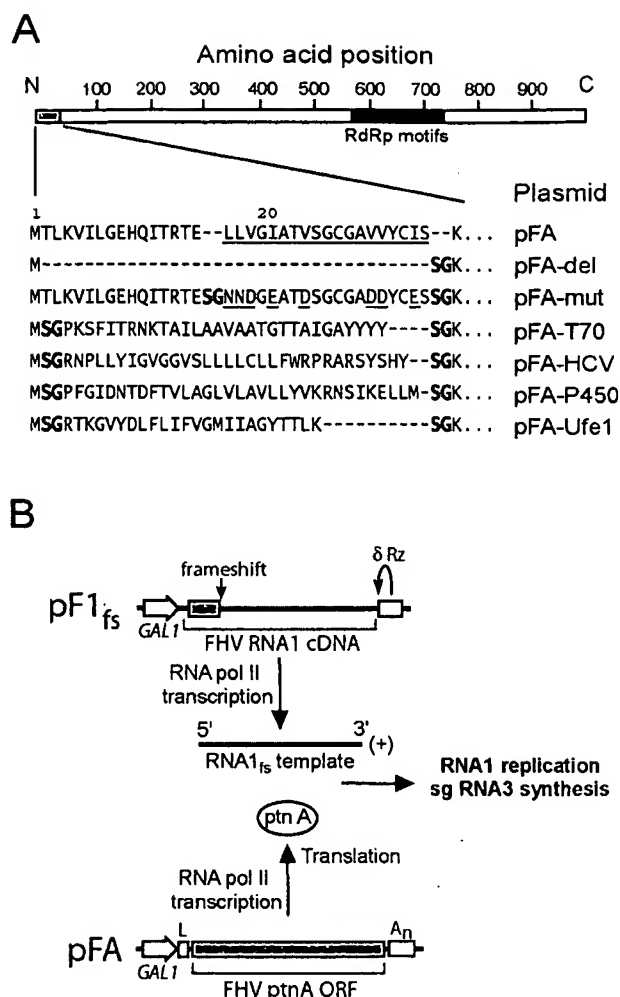 A
Amino acid position
N 100 200 300 400 500 600 700 800 900 C
RdRp motifs
Plasmid
1 20
MTLKVILGEHQITRTE--LLVGIATVSGCGAVVYCIS--K... pFA
M------------------------------------SGK... pFA-del
MTLKVILGEHQITRTESGNNDGEATDSGCGADDYCESSGK... pFA-mut
MSGPKSFITRNKTAILAAVAATGTTAIGAYYYY----SGK... pFA-T70
MSGRNPLLYIGVGGVSLLLLCLLFWRPRARSYSHY--SGK... pFA-HCV
MSGPFGIDNTDFTVLAGLVLAVLLYVKRNSIKELLM-SGK... pFA-P450
MSGRTKGVYDLFLIFVGMIIAGYTTLK----------SGK... pFA-Ufe1
B
δ Rz
frameshift
pF1fs
GAL1
FHV RNA1 cDNA
RNA pol II
transcription
5' 3'
(+)
RNA1fs template
RNA1 replication
sg RNA3 synthesis
ptn A
Translation
RNA pol II
transcription
L An
pFA
GAL1
FHV ptnA ORF